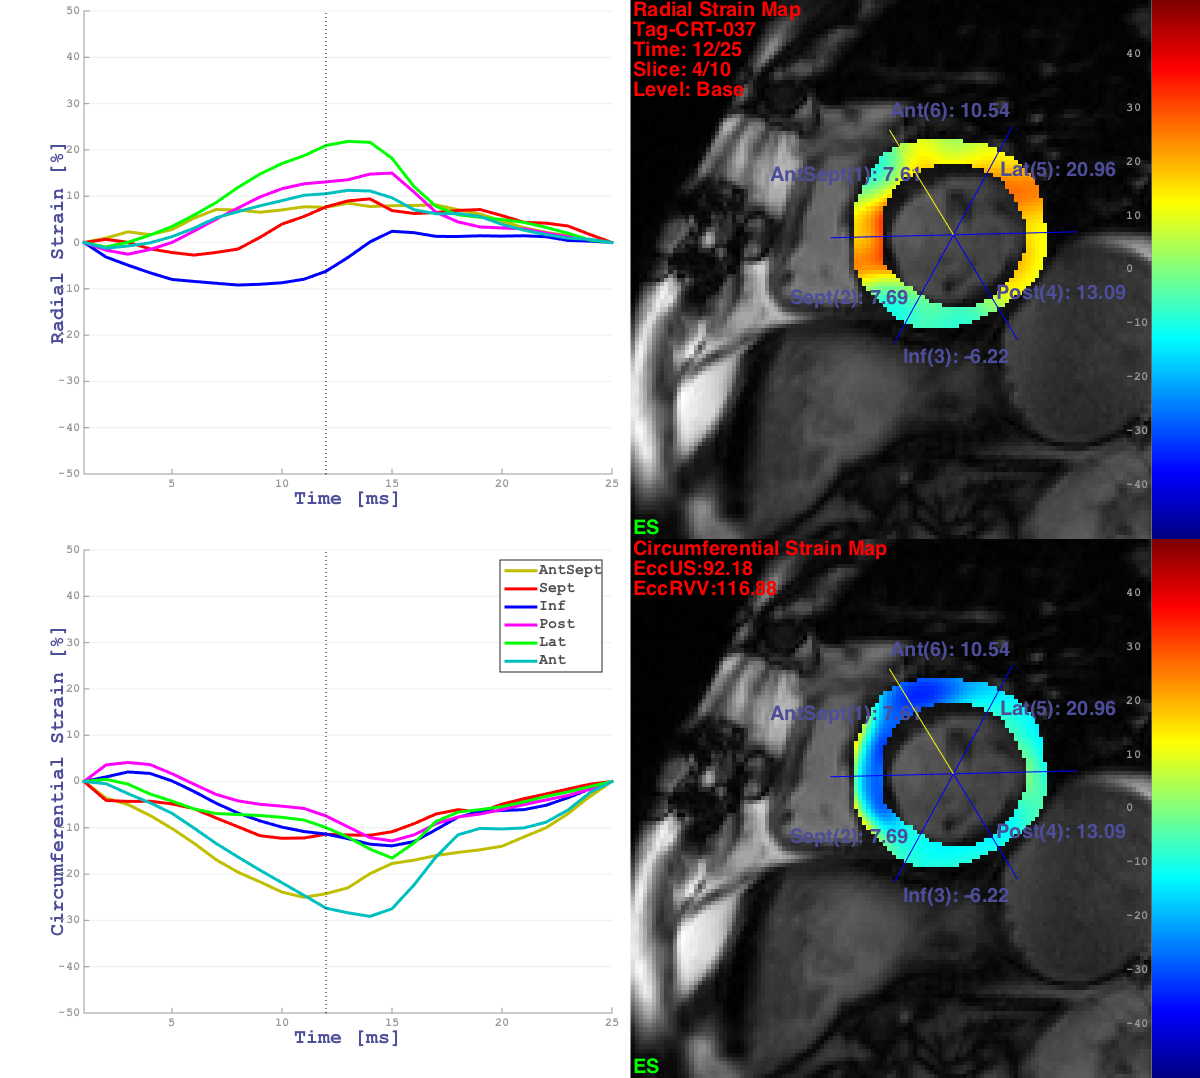 50
40
30
20
10
0
-10
-20
-30
-40
-50
Radial Strain [%]
5
10
15
20
25
Time [ms]
Radial Strain Map
Tag-CRT-037
Time: 12/25
Slice: 4/10
Level: Base
Ant(6): 10.54
AntSept(1): 7.61
Lat(5): 20.96
Sept(2): 7.69
Post(4): 13.09
Inf(3): -6.22
ES
40
30
20
10
0
-10
-20
-30
-40
50
40
30
20
10
0
-10
-20
-30
-40
-50
Circumferential Strain [%]
5
10
15
20
25
Time [ms]
AntSept
Sept
Inf
Post
Lat
Ant
Circumferential Strain Map
EccUS:92.18
EccRVV:116.88
Ant(6): 10.54
AntSept(1): 7.61
Lat(5): 20.96
Sept(2): 7.69
Post(4): 13.09
Inf(3): -6.22
ES
40
30
20
10
0
-10
-20
-30
-40